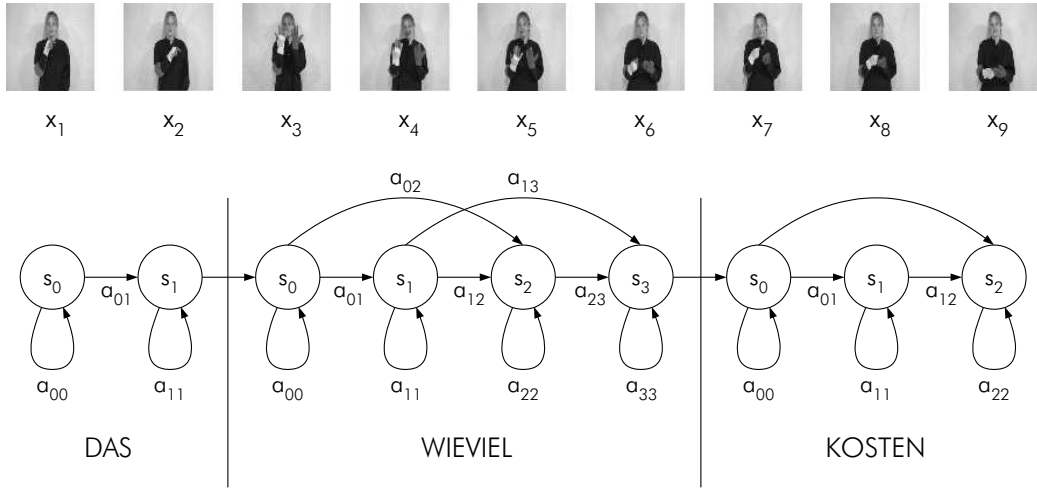 x₁ x₂ x₃ x₄ x₅ x₆ x₇ x₈ x₉
a₀₂ a₁₃
s₀ s₁ s₀ s₁ s₂ s₃ s₀ s₁ s₂
a₀₁ a₀₁ a₁₂ a₂₃ a₀₁ a₁₂
a₀₀ a₁₁ a₀₀ a₁₁ a₂₂ a₃₃ a₀₀ a₁₁ a₂₂
DAS WIEVIEL KOSTEN